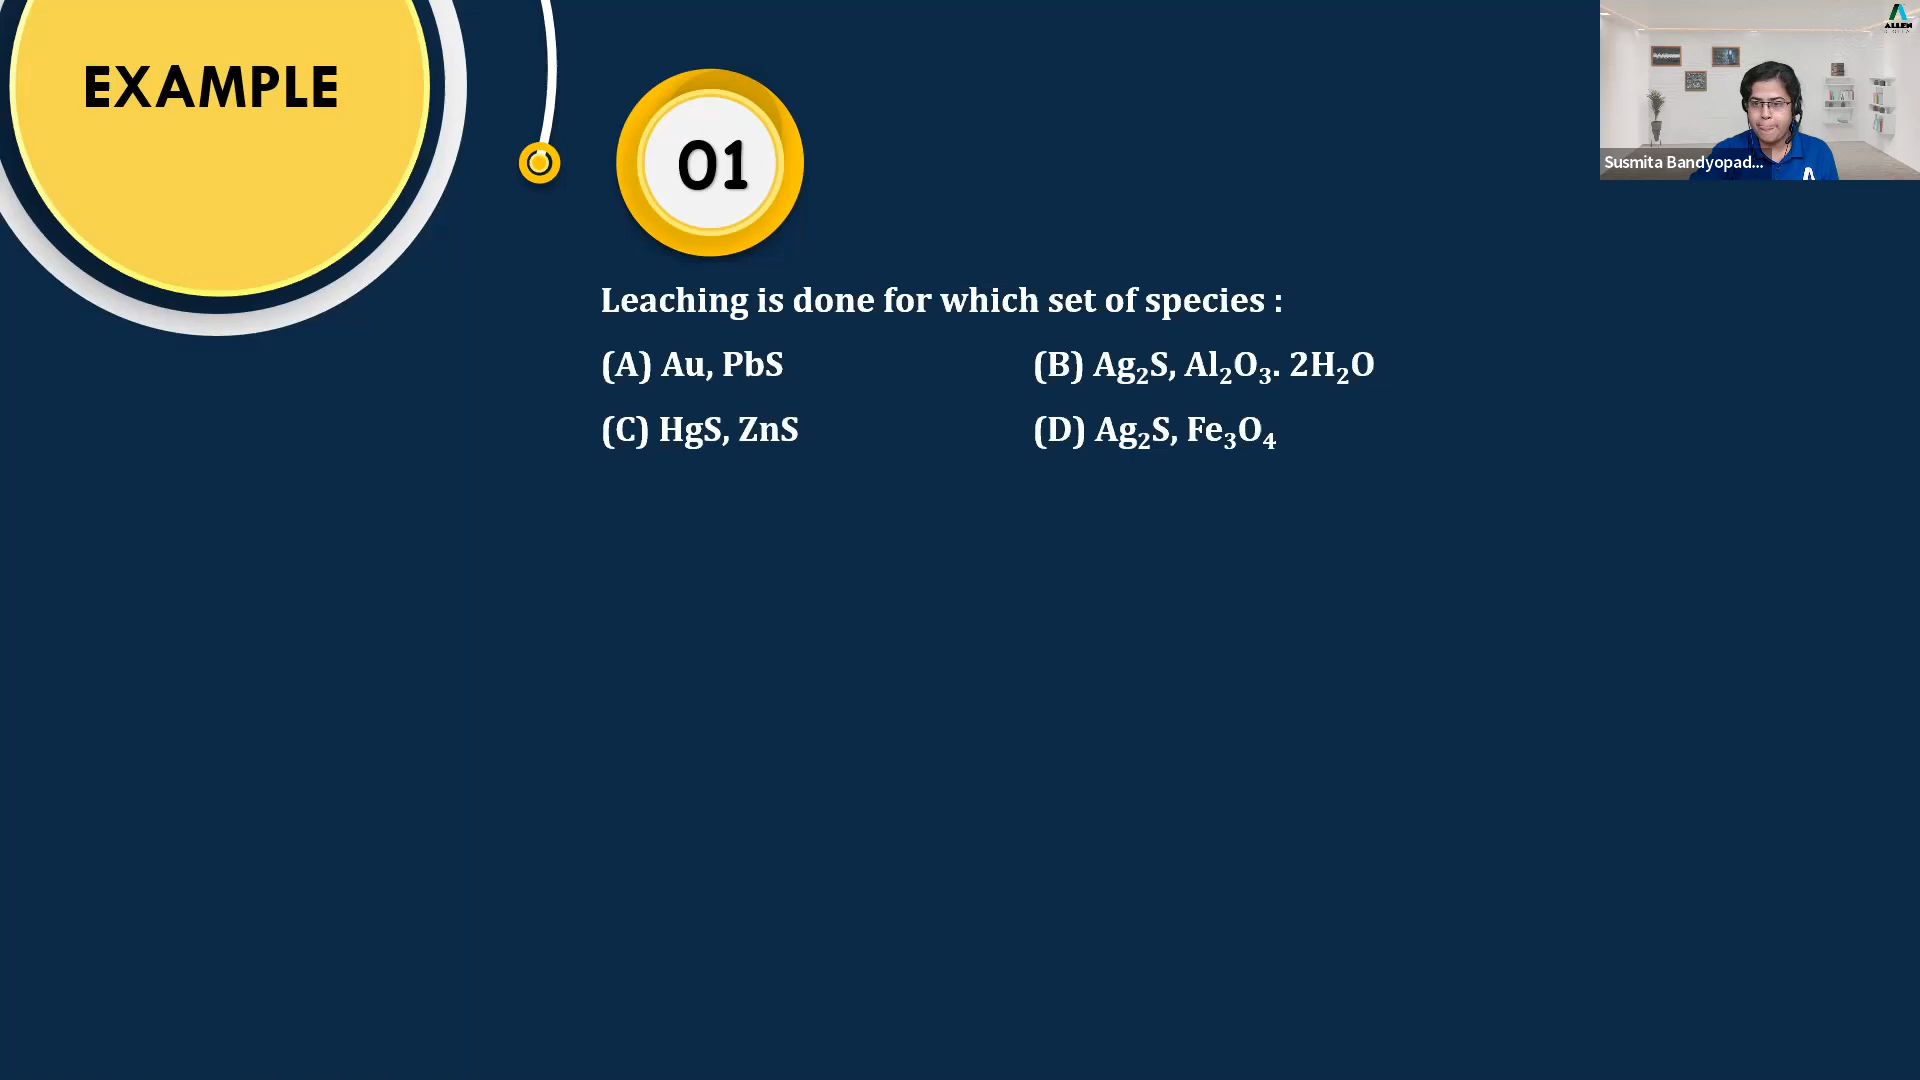 EXAMPLE
01
ALLEN
Susmita Bandyopad...
Leaching is done for which set of species :
(A) Au, PbS
(B) Ag₂S, Al₂O₃. 2H₂O
(C) HgS, ZnS
(D) Ag₂S, Fe₃O₄